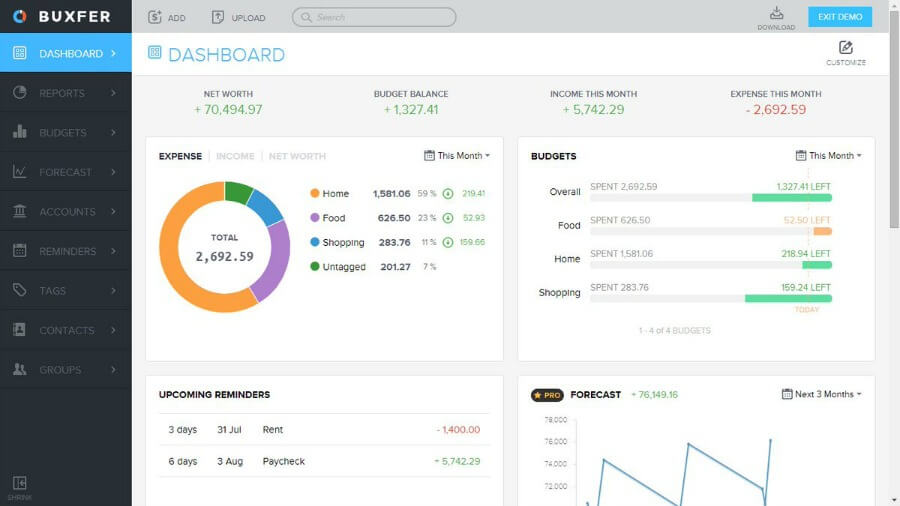 BUXFER
ADD UPLOAD Search DOWNLOAD EXIT DEMO
DASHBOARD
REPORTS
BUDGETS
FORECAST
ACCOUNTS
REMINDERS
TAGS
CONTACTS
GROUPS
SHRINK
DASHBOARD CUSTOMIZE
NET WORTH BUDGET BALANCE INCOME THIS MONTH EXPENSE THIS MONTH
+ 70,494.97 + 1,327.41 + 5,742.29 - 2,692.59
EXPENSE | INCOME | NET WORTH This Month
TOTAL
2,692.59
Home 1,581.06 59 % 219.41
Food 626.50 23 % 52.93
Shopping 283.76 11 % 159.66
Untagged 201.27 7 %
BUDGETS This Month
Overall SPENT 2,692.59 1,327.41 LEFT
Food SPENT 626.50 52.50 LEFT
Home SPENT 1,581.06 218.94 LEFT
Shopping SPENT 283.76 159.24 LEFT
TODAY
1 - 4 of 4 BUDGETS
UPCOMING REMINDERS
3 days 31 Jul Rent - 1,400.00
6 days 3 Aug Paycheck + 5,742.29
PRO FORECAST + 76,149.16 Next 3 Months
78,000
76,000
74,000
72,000